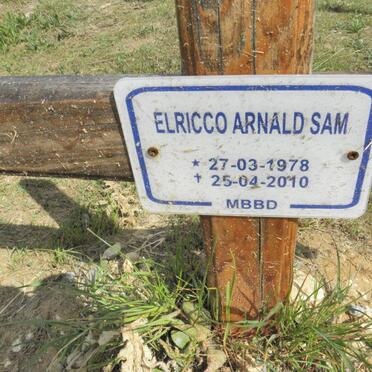 ELRICCO ARNALD SAM
* 27-03-1978
† 25-04-2010
MBBD